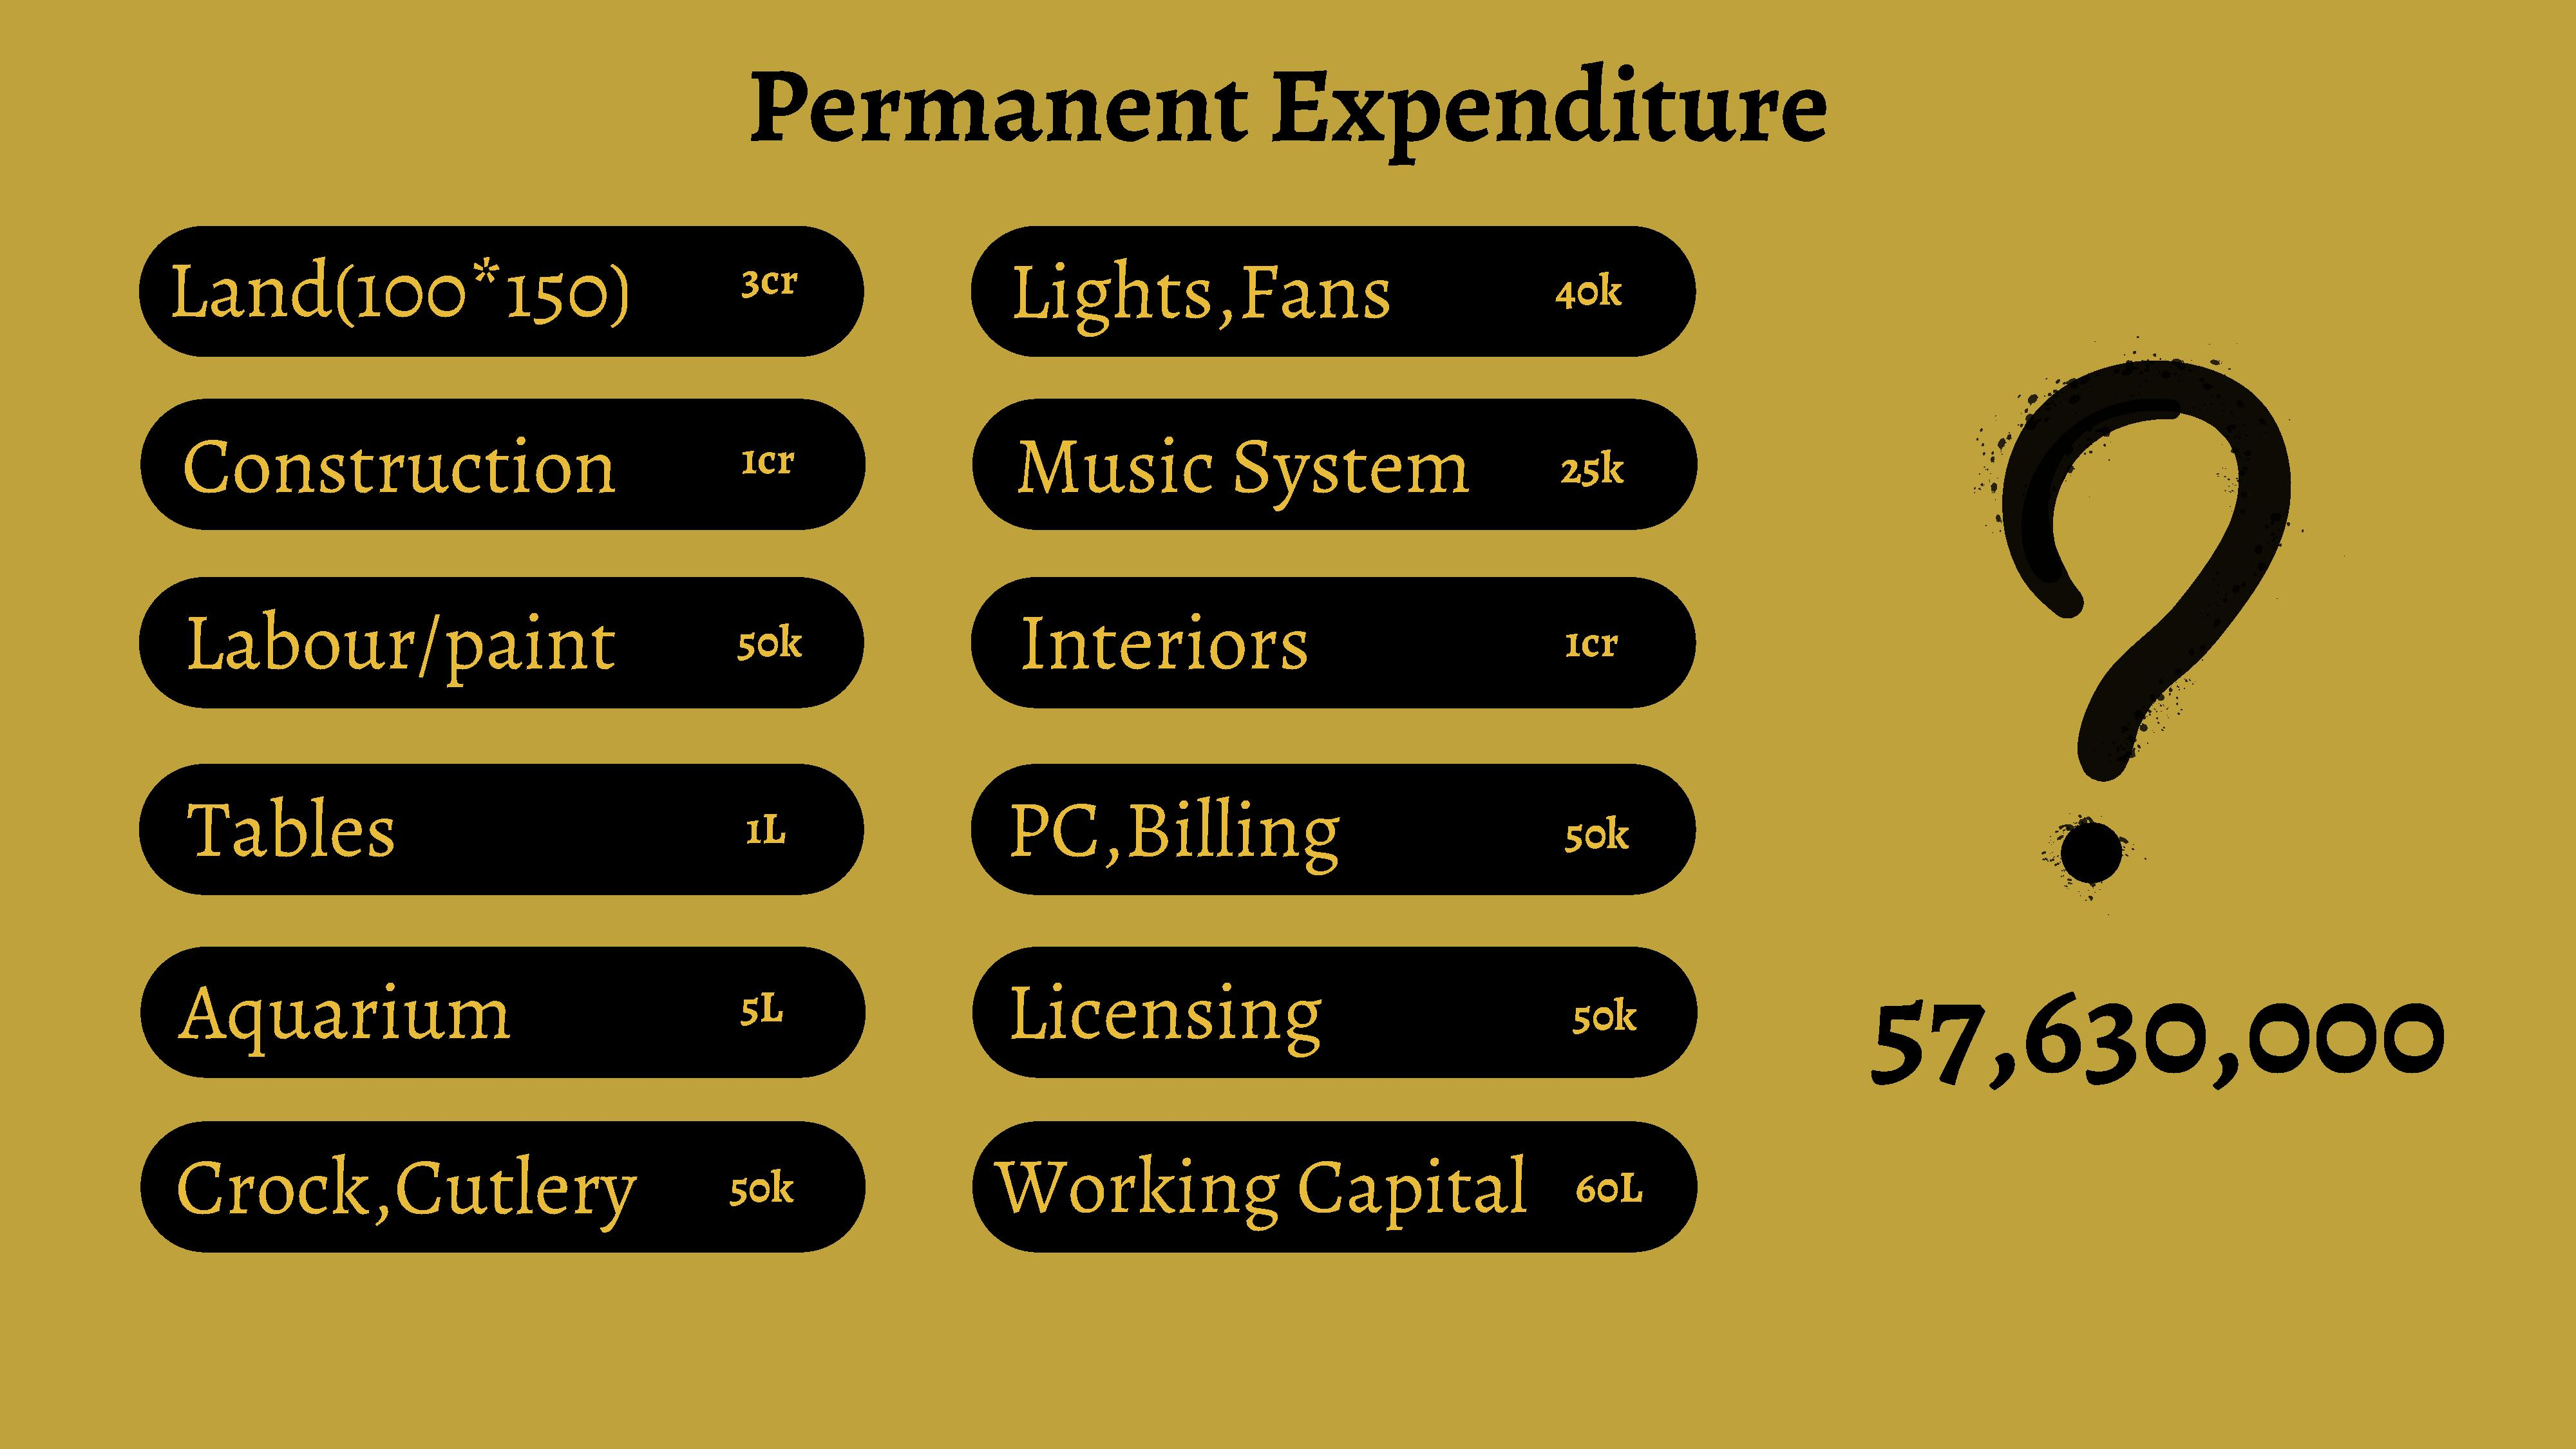 Permanent Expenditure
Land(100*150) 3cr
Construction 1cr
Labour/paint 50k
Tables 1L
Aquarium 5L
Crock,Cutlery 50k
Lights,Fans 40k
Music System 25k
Interiors 1cr
PC,Billing 50k
Licensing 50k
Working Capital 60L
?
57,630,000